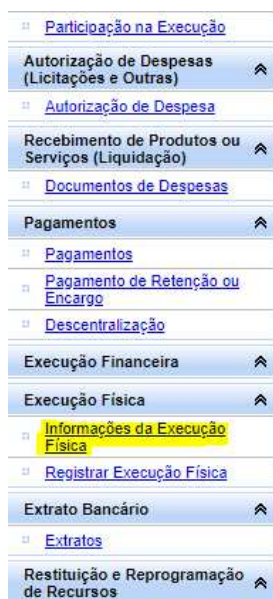 Participação na Execução
Autorização de Despesas
(Licitações e Outras)
Autorização de Despesa
Recebimento de Produtos ou
Serviços (Liquidação)
Documentos de Despesas
Pagamentos
Pagamentos
Pagamento de Retenção ou
Encargo
Descentralização
Execução Financeira
Execução Física
Informações da Execução
Física
Registrar Execução Física
Extrato Bancário
Extratos
Restituição e Reprogramação
de Recursos